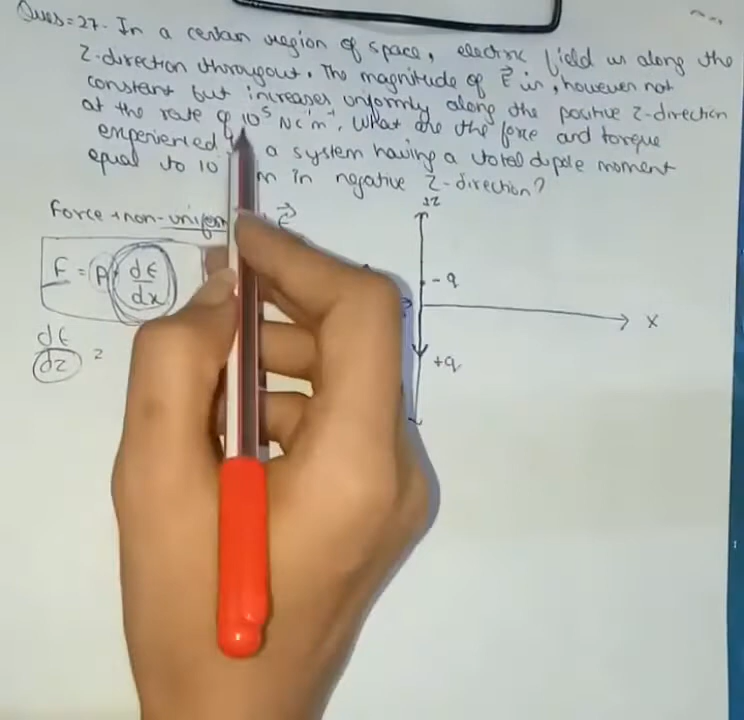 Ques=27- In a certain region of space, electric field is along the
Z-direction througout. The magnitude of E is, however not
constant but increases uniformly along the positive Z-direction
at the rate of 10⁵ NC⁻¹m⁻¹. What are the force and torque
experienced a system having a total dipole moment
equal to 10 m in negative Z-direction?
Force non-uniform E
F = P dE/dx
dE/dz =
-q
X
+q